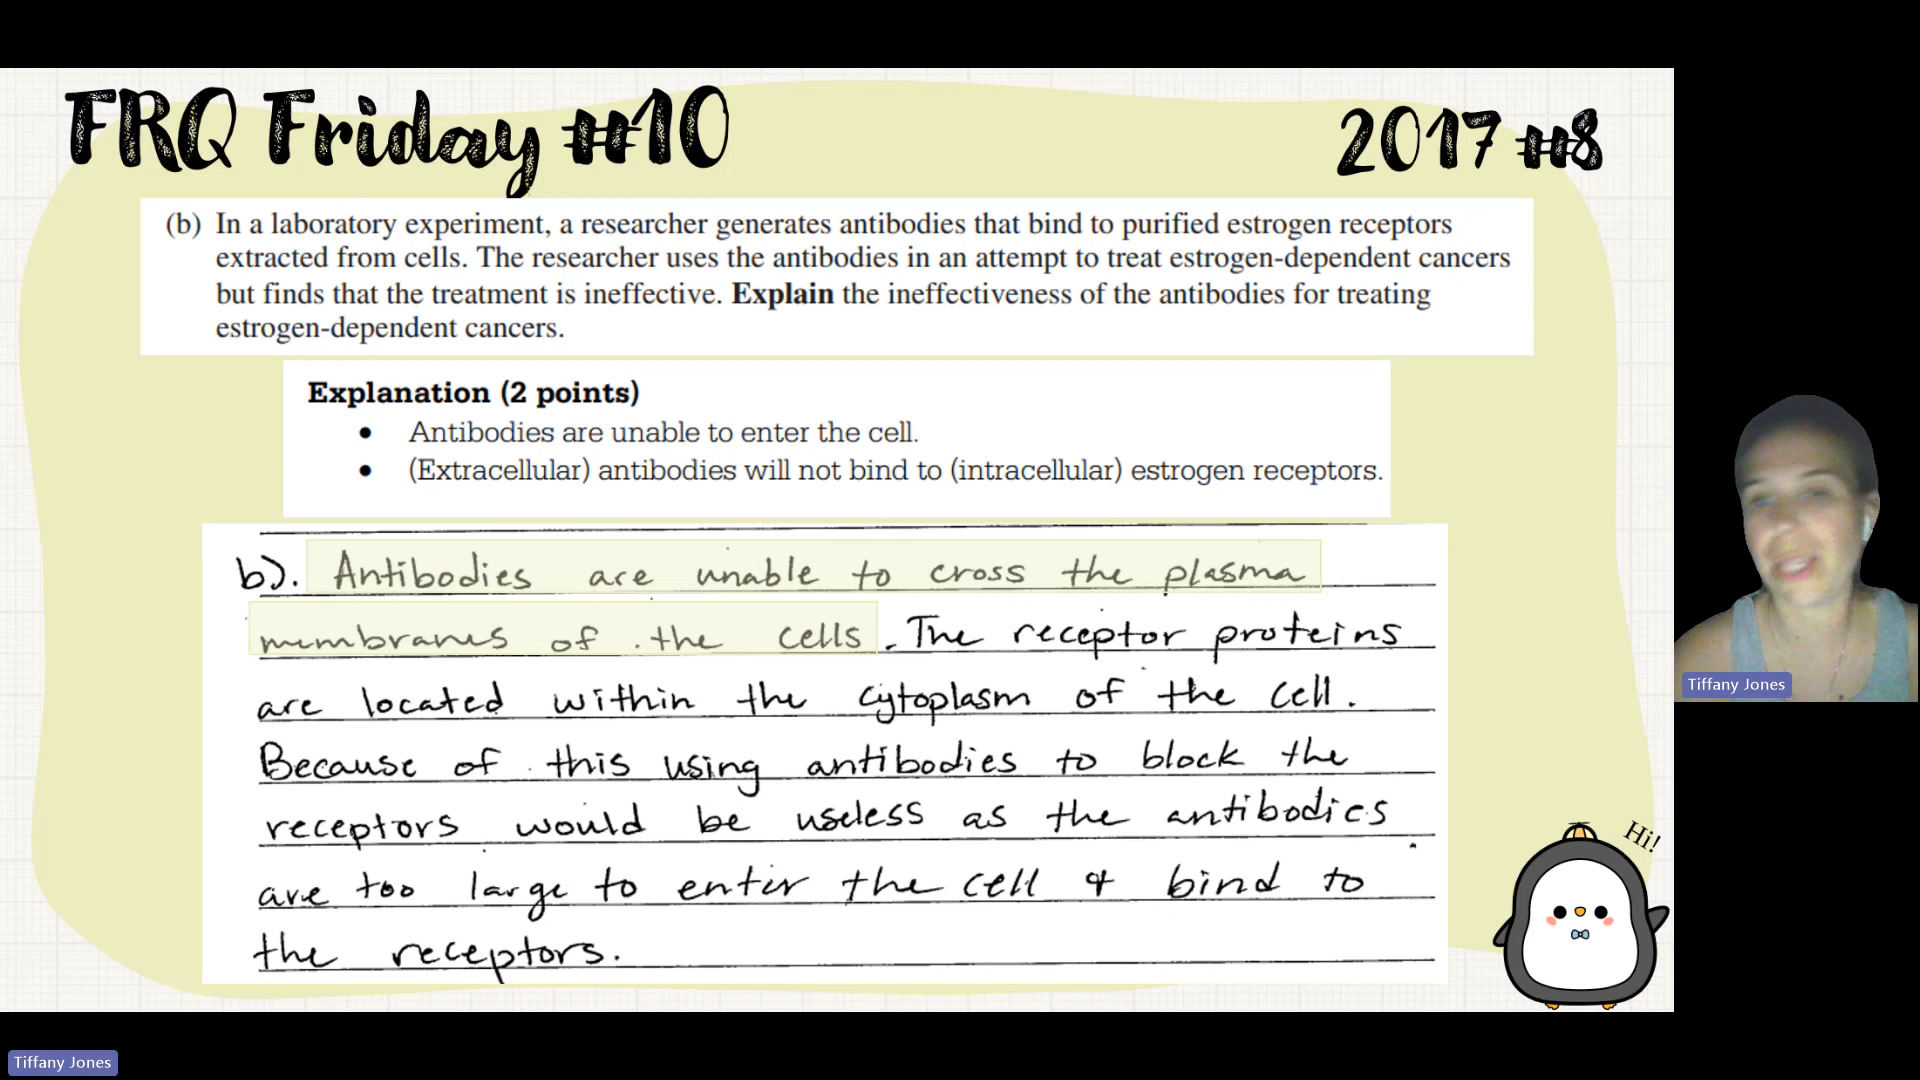 FRQ Friday #10
2017 #8
(b) In a laboratory experiment, a researcher generates antibodies that bind to purified estrogen receptors
extracted from cells. The researcher uses the antibodies in an attempt to treat estrogen-dependent cancers
but finds that the treatment is ineffective. Explain the ineffectiveness of the antibodies for treating
estrogen-dependent cancers.
Explanation (2 points)
• Antibodies are unable to enter the cell.
• (Extracellular) antibodies will not bind to (intracellular) estrogen receptors.
b). Antibodies are unable to cross the plasma
membranes of the cells. The receptor proteins
are located within the cytoplasm of the cell.
Because of this using antibodies to block the
receptors would be useless as the antibodies
are too large to enter the cell & bind to
the receptors.
Hi!
Tiffany Jones
Tiffany Jones